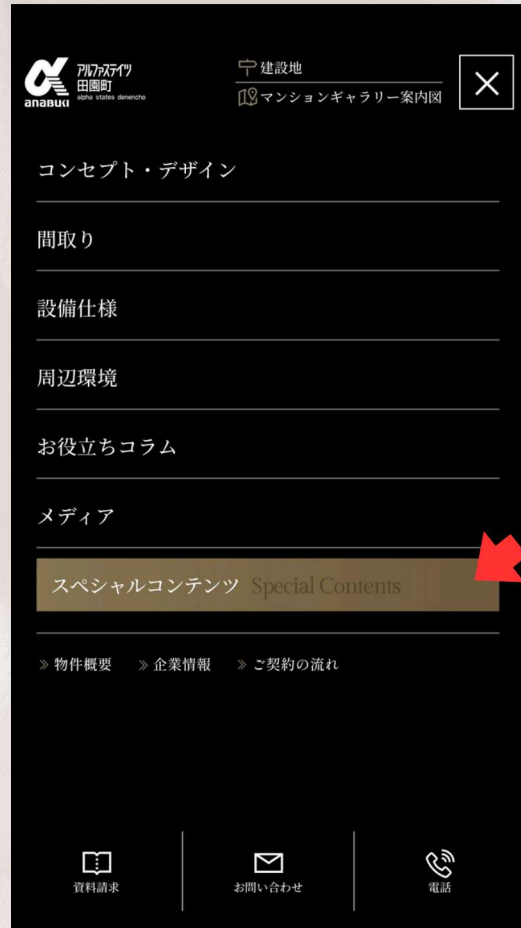 アルファステイツ
田園町
alpha states denencho
anabuki
建設地
マンションギャラリー案内図
コンセプト・デザイン
間取り
設備仕様
周辺環境
お役立ちコラム
メディア
スペシャルコンテンツ Special Contents
» 物件概要 » 企業情報 » ご契約の流れ
資料請求 お問い合わせ 電話